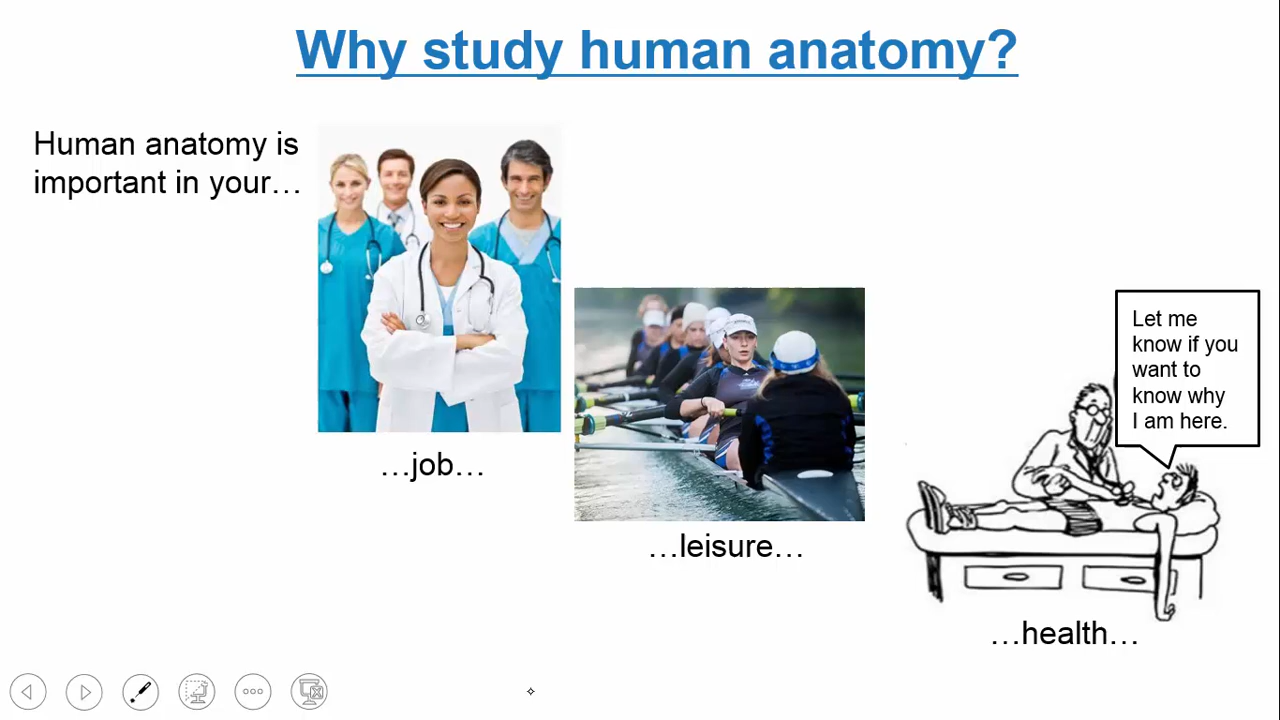 Why study human anatomy?
Human anatomy is
important in your…
…job…
…leisure…
Let me
know if you
want to
know why
I am here.
…health…